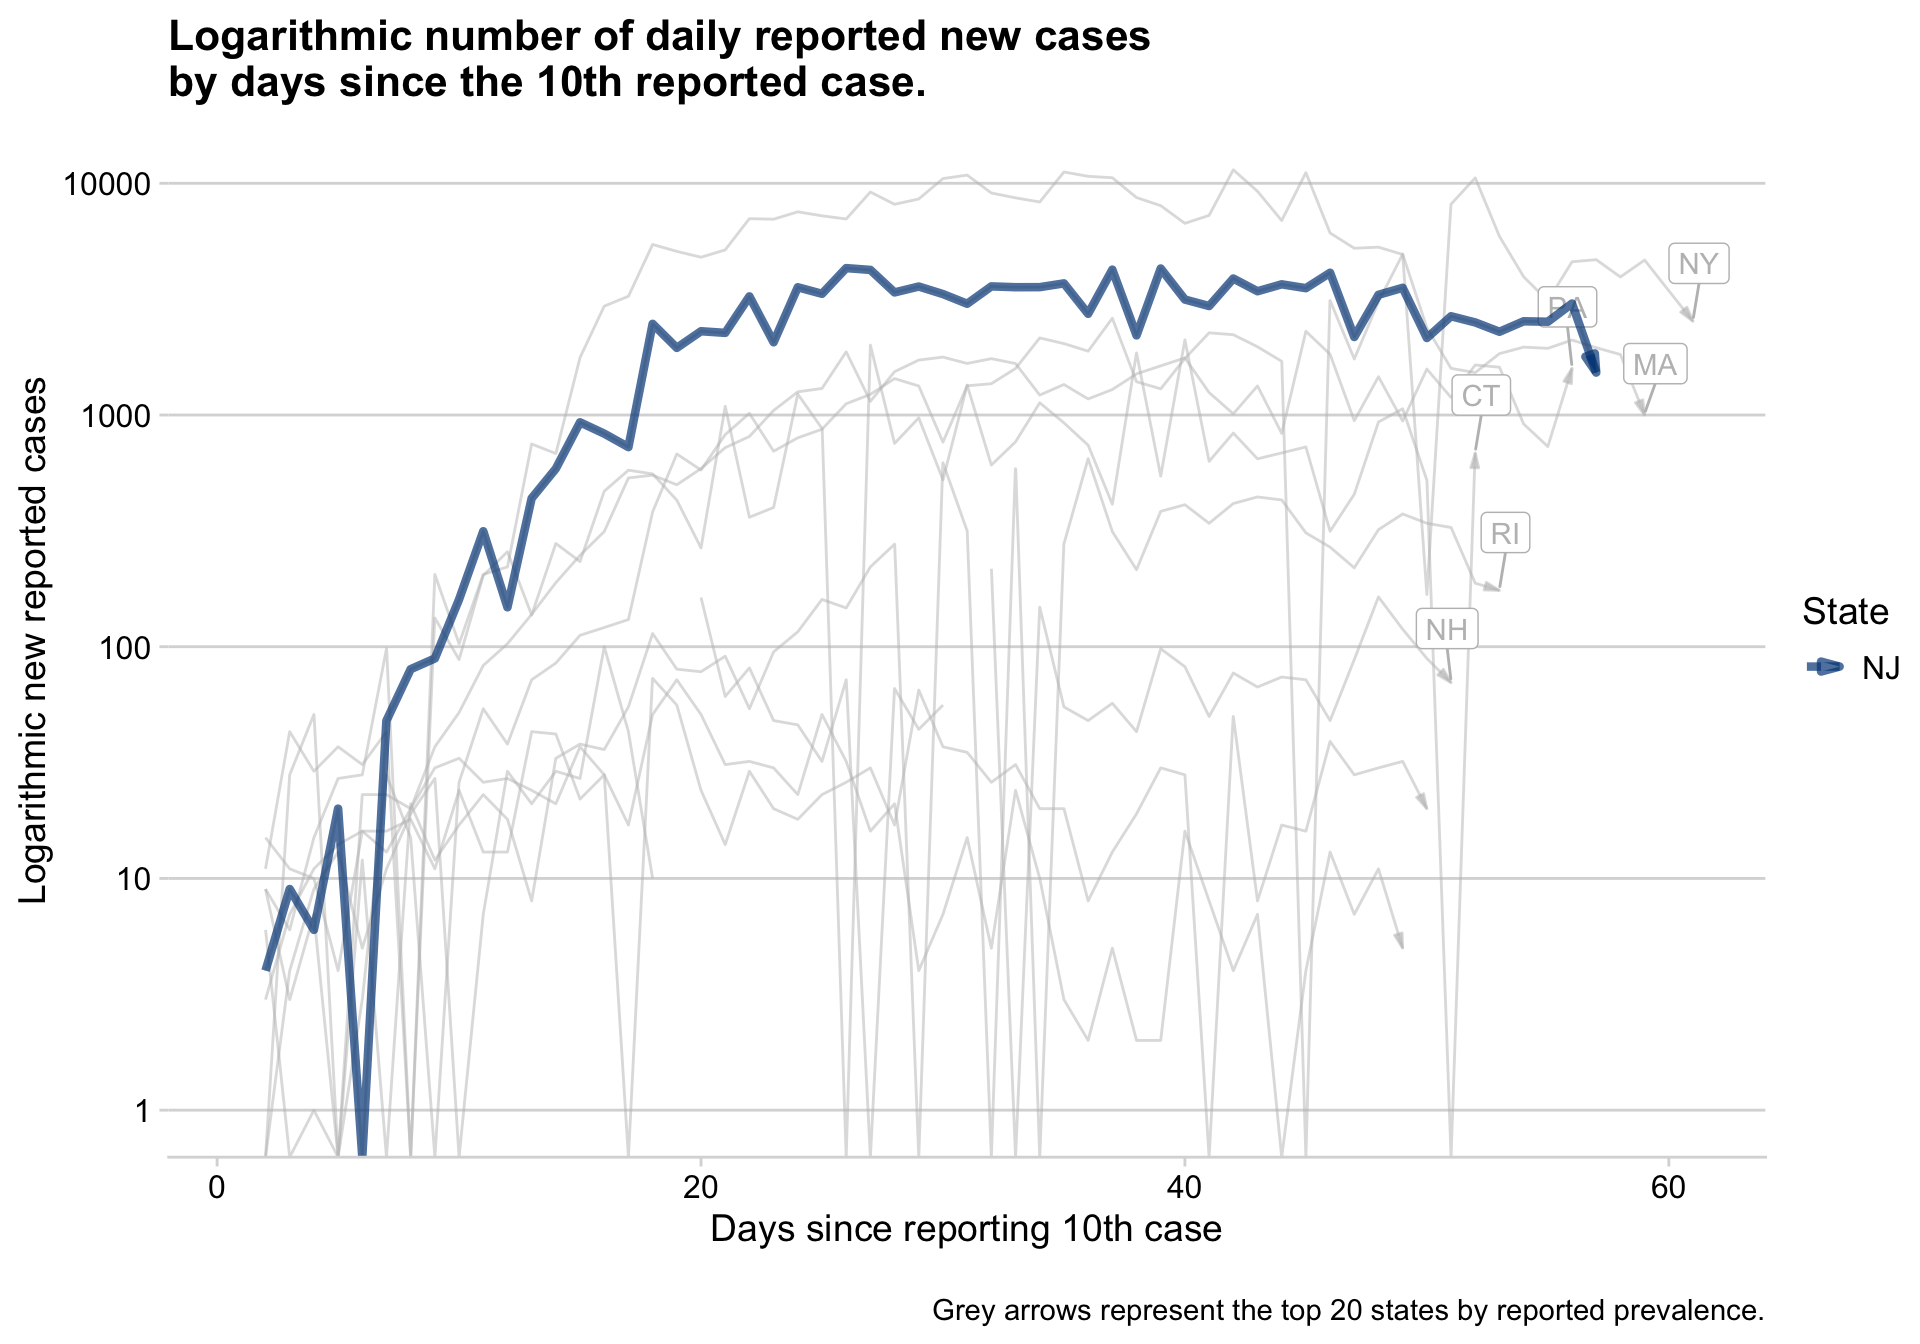 Logarithmic number of daily reported new cases
by days since the 10th reported case.
Logarithmic new reported cases
10000
1000
100
10
1
NY
PA
MA
CT
RI
NH
State
NJ
0 20 40 60
Days since reporting 10th case
Grey arrows represent the top 20 states by reported prevalence.